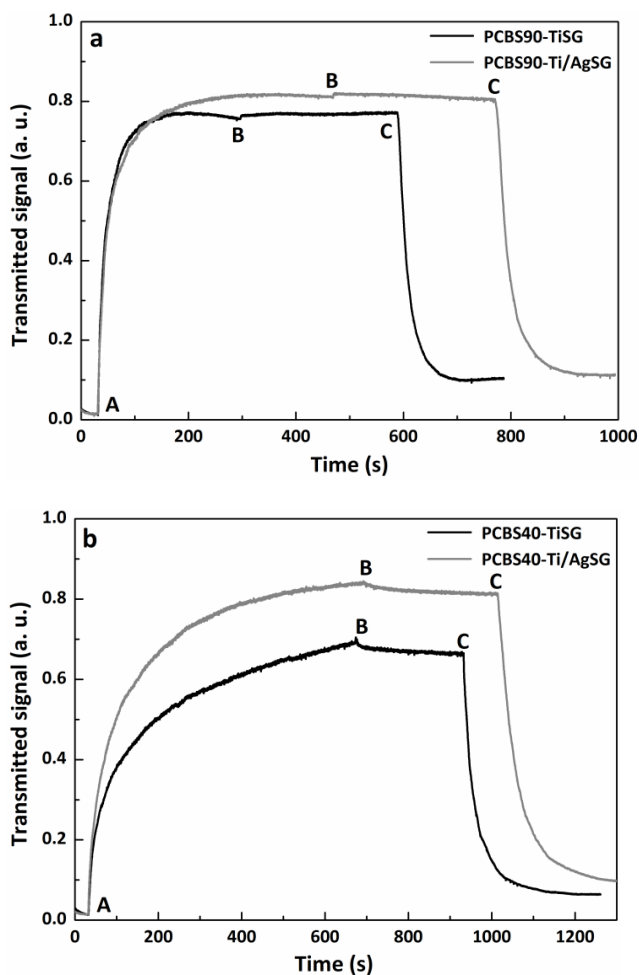 a
PCBS90-TiSG
PCBS90-Ti/AgSG
1.0
0.8
0.6
0.4
0.2
0.0
Transmitted signal (a. u.)
A
B
B
C
C
0
200
400
600
800
1000
Time (s)
b
PCBS40-TiSG
PCBS40-Ti/AgSG
1.0
0.8
0.6
0.4
0.2
0.0
Transmitted signal (a. u.)
A
B
B
C
C
0
200
400
600
800
1000
1200
Time (s)